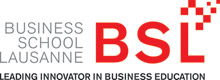 BUSINESS
SCHOOL
LAUSANNE
BSL
LEADING INNOVATOR IN BUSINESS EDUCATION